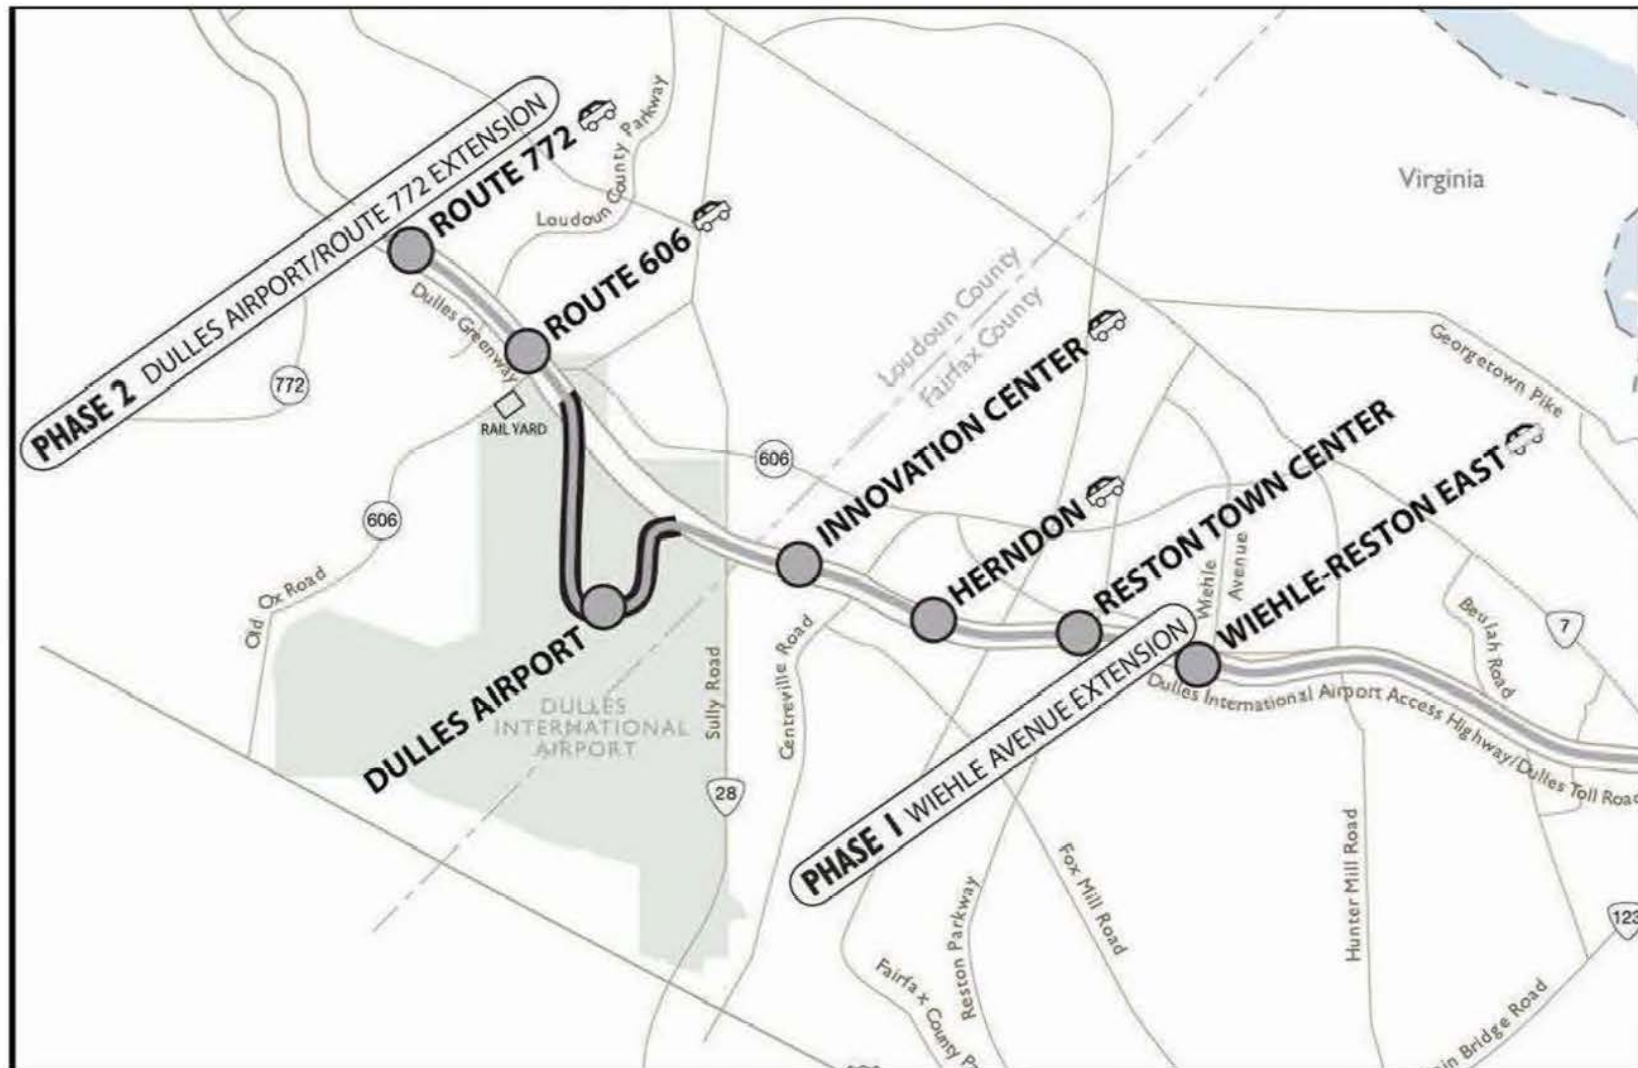 Virginia
PHASE 2 DULLES AIRPORT/ROUTE 772 EXTENSION
ROUTE 772
Loudoun County Parkway
ROUTE 606
Dulles Greenway
772
RAIL YARD
606
Old Ox Road
Loudoun County
Fairfax County
606
INNOVATION CENTER
HERNDON
RESTON TOWN CENTER
WIEHLE-RESTON EAST
Georgetown Pike
Wiehle
Avenue
Beulah Road
7
DULLES AIRPORT
DULLES
INTERNATIONAL
AIRPORT
Sully Road
28
Centreville Road
PHASE I WIEHLE AVENUE EXTENSION
Dulles International Airport Access Highway/Dulles Toll Road
Fox Mill Road
Reston Parkway
Fairfax County
Hunter Mill Road
123
Bridge Road